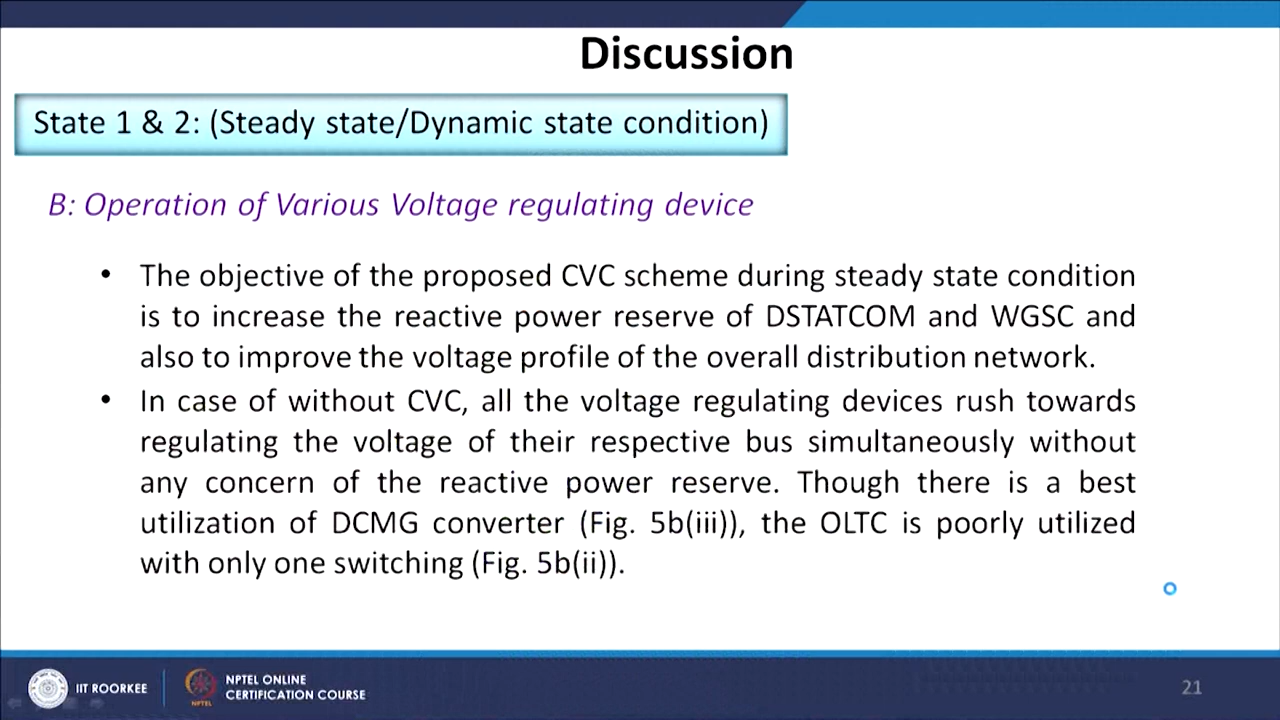 Discussion
State 1 & 2: (Steady state/Dynamic state condition)
B: Operation of Various Voltage regulating device
• The objective of the proposed CVC scheme during steady state condition
is to increase the reactive power reserve of DSTATCOM and WGSC and
also to improve the voltage profile of the overall distribution network.
• In case of without CVC, all the voltage regulating devices rush towards
regulating the voltage of their respective bus simultaneously without
any concern of the reactive power reserve. Though there is a best
utilization of DCMG converter (Fig. 5b(iii)), the OLTC is poorly utilized
with only one switching (Fig. 5b(ii)).
IIT ROORKEE
NPTEL
NPTEL ONLINE
CERTIFICATION COURSE
21